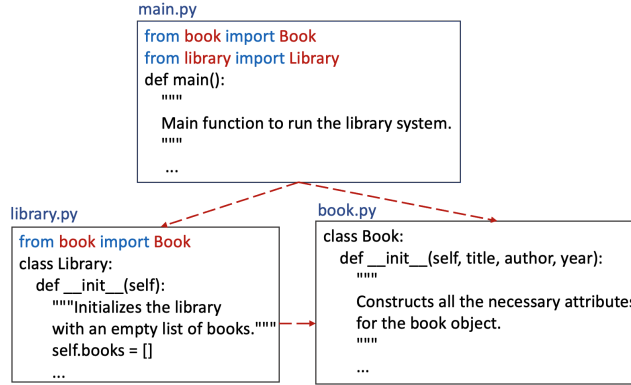 main.py
from book import Book
from library import Library
def main():
"""
Main function to run the library system.
"""
...
library.py
from book import Book
class Library:
def __init__(self):
"""Initializes the library
with an empty list of books."""
self.books = []
...
book.py
class Book:
def __init__(self, title, author, year):
"""
Constructs all the necessary attributes
for the book object.
"""
...